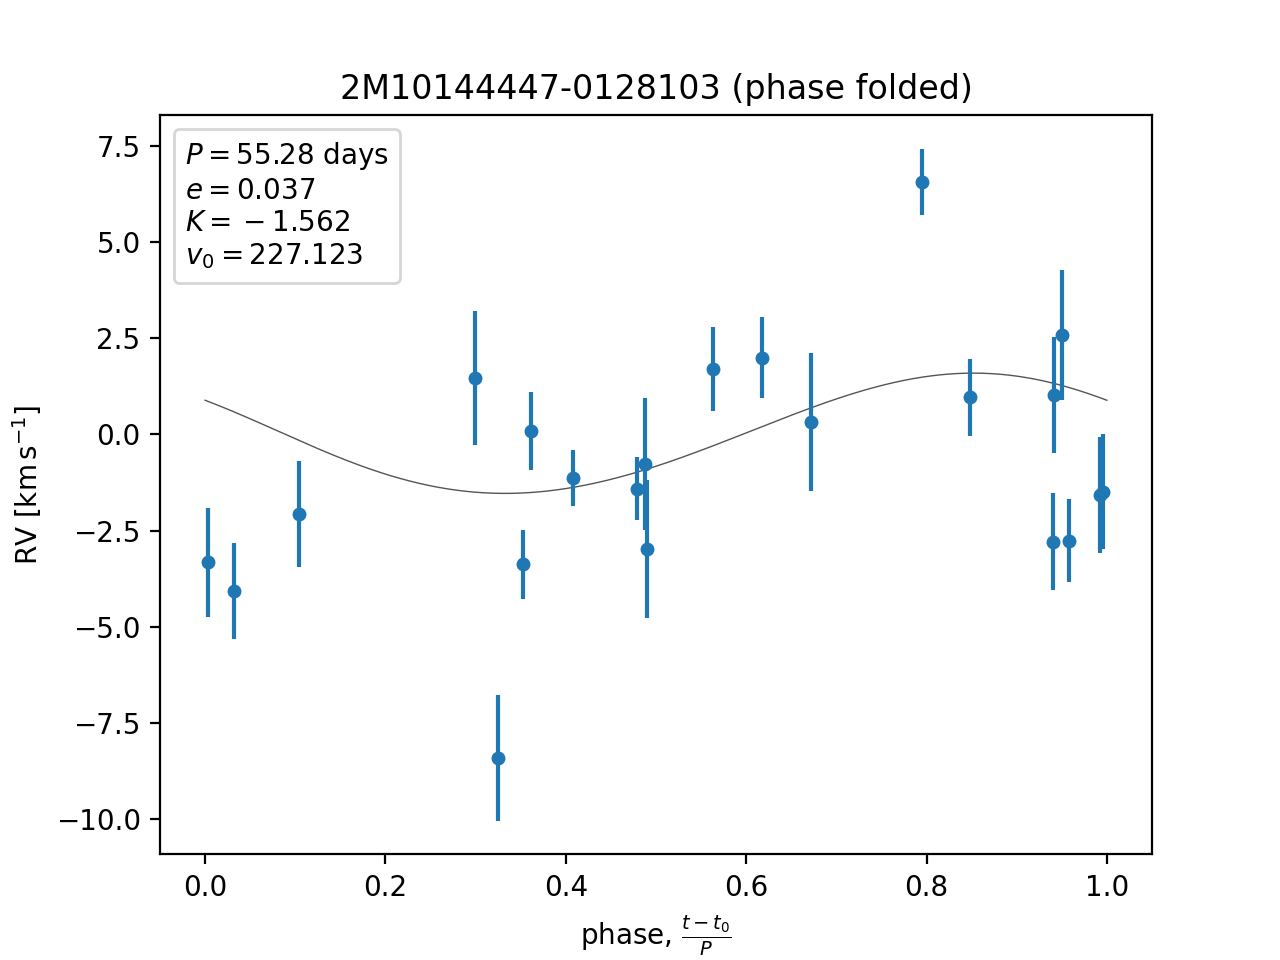 2M10144447-0128103 (phase folded)
P = 55.28 days
e = 0.037
K = −1.562
v₀ = 227.123
RV [km s⁻¹]
7.5
5.0
2.5
0.0
−2.5
−5.0
−7.5
−10.0
0.0 0.2 0.4 0.6 0.8 1.0
phase, (t − t₀)/P